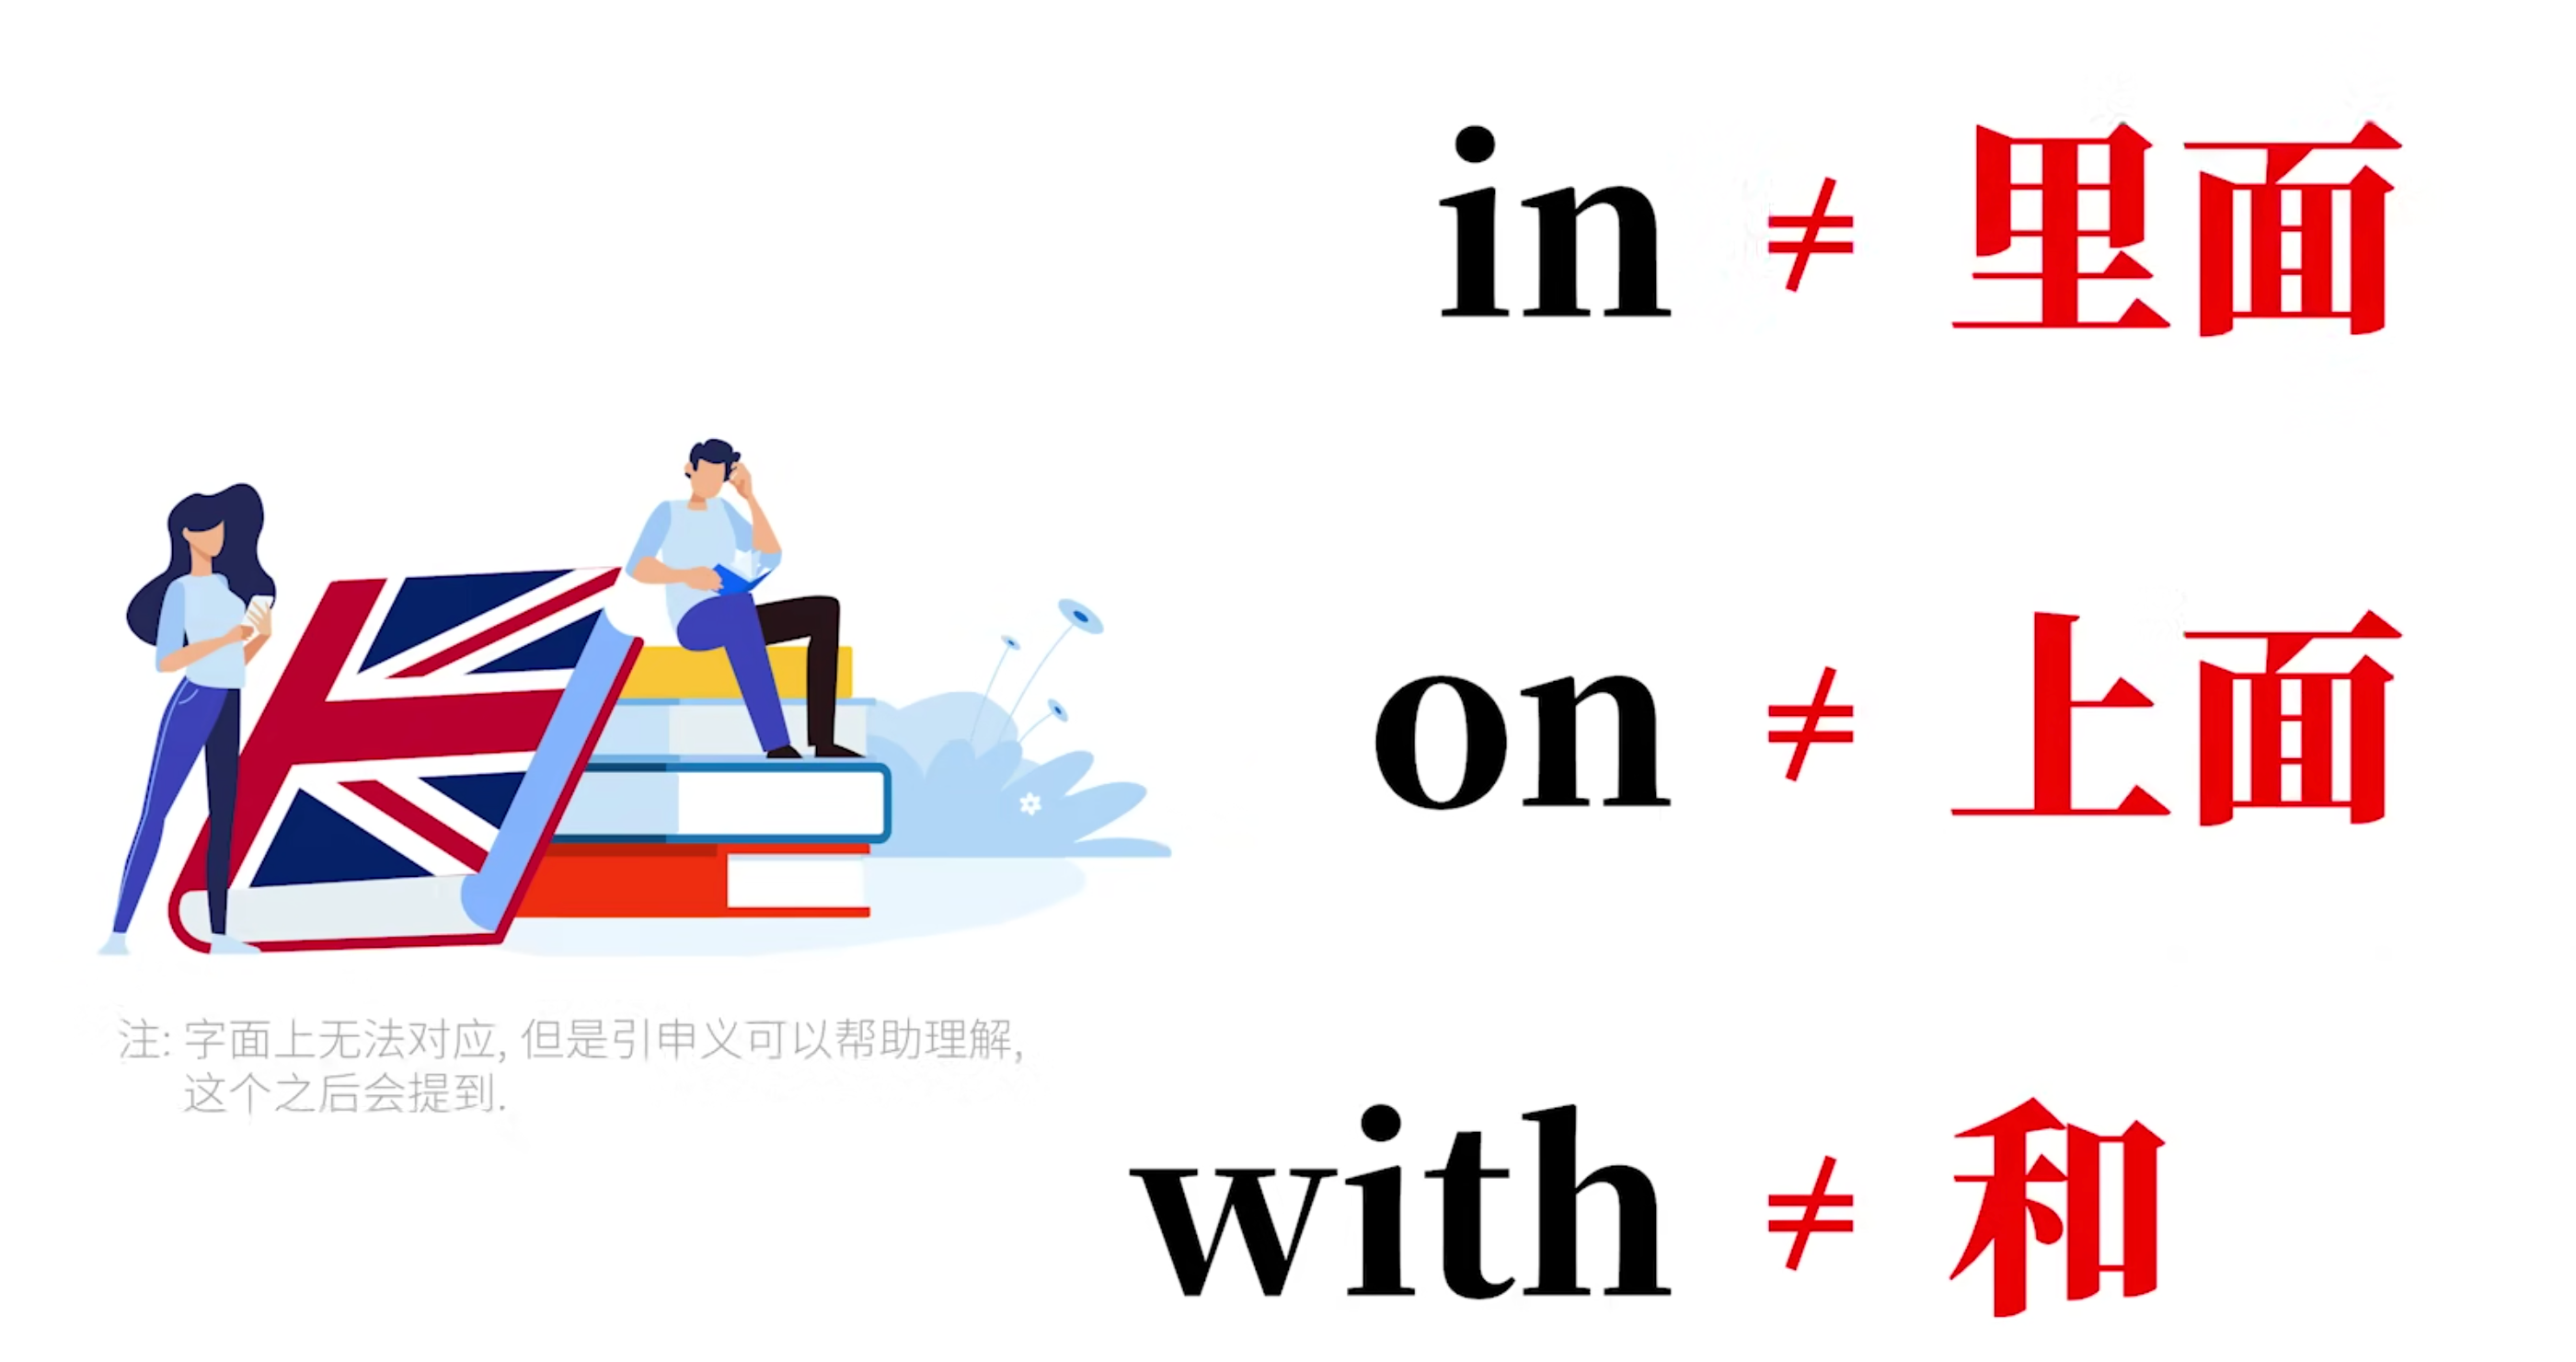 in ≠ 里面
on ≠ 上面
注: 字面上无法对应, 但是引申义可以帮助理解,
这个之后会提到.
with ≠ 和